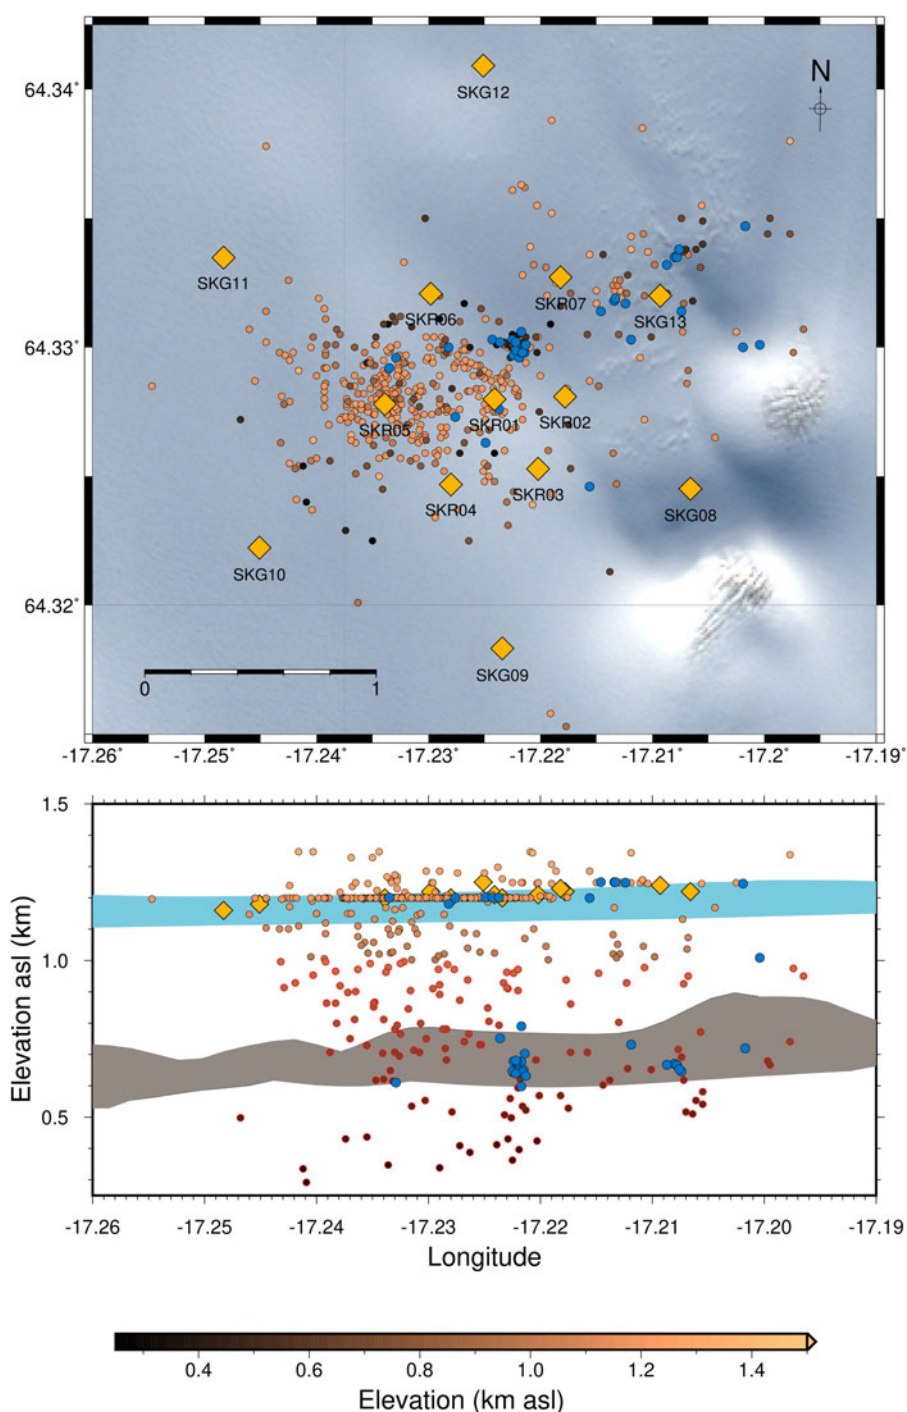 N
64.34°
SKG12
SKG11
SKR07
SKR06
SKG13
64.33°
SKR05
SKR01
SKR02
SKR03
SKR04
SKG08
SKG10
64.32°
SKG09
0 1
-17.26° -17.25° -17.24° -17.23° -17.22° -17.21° -17.2° -17.19°
1.5
1.0
0.5
Elevation asl (km)
-17.26 -17.25 -17.24 -17.23 -17.22 -17.21 -17.20 -17.19
Longitude
0.4 0.6 0.8 1.0 1.2 1.4
Elevation (km asl)